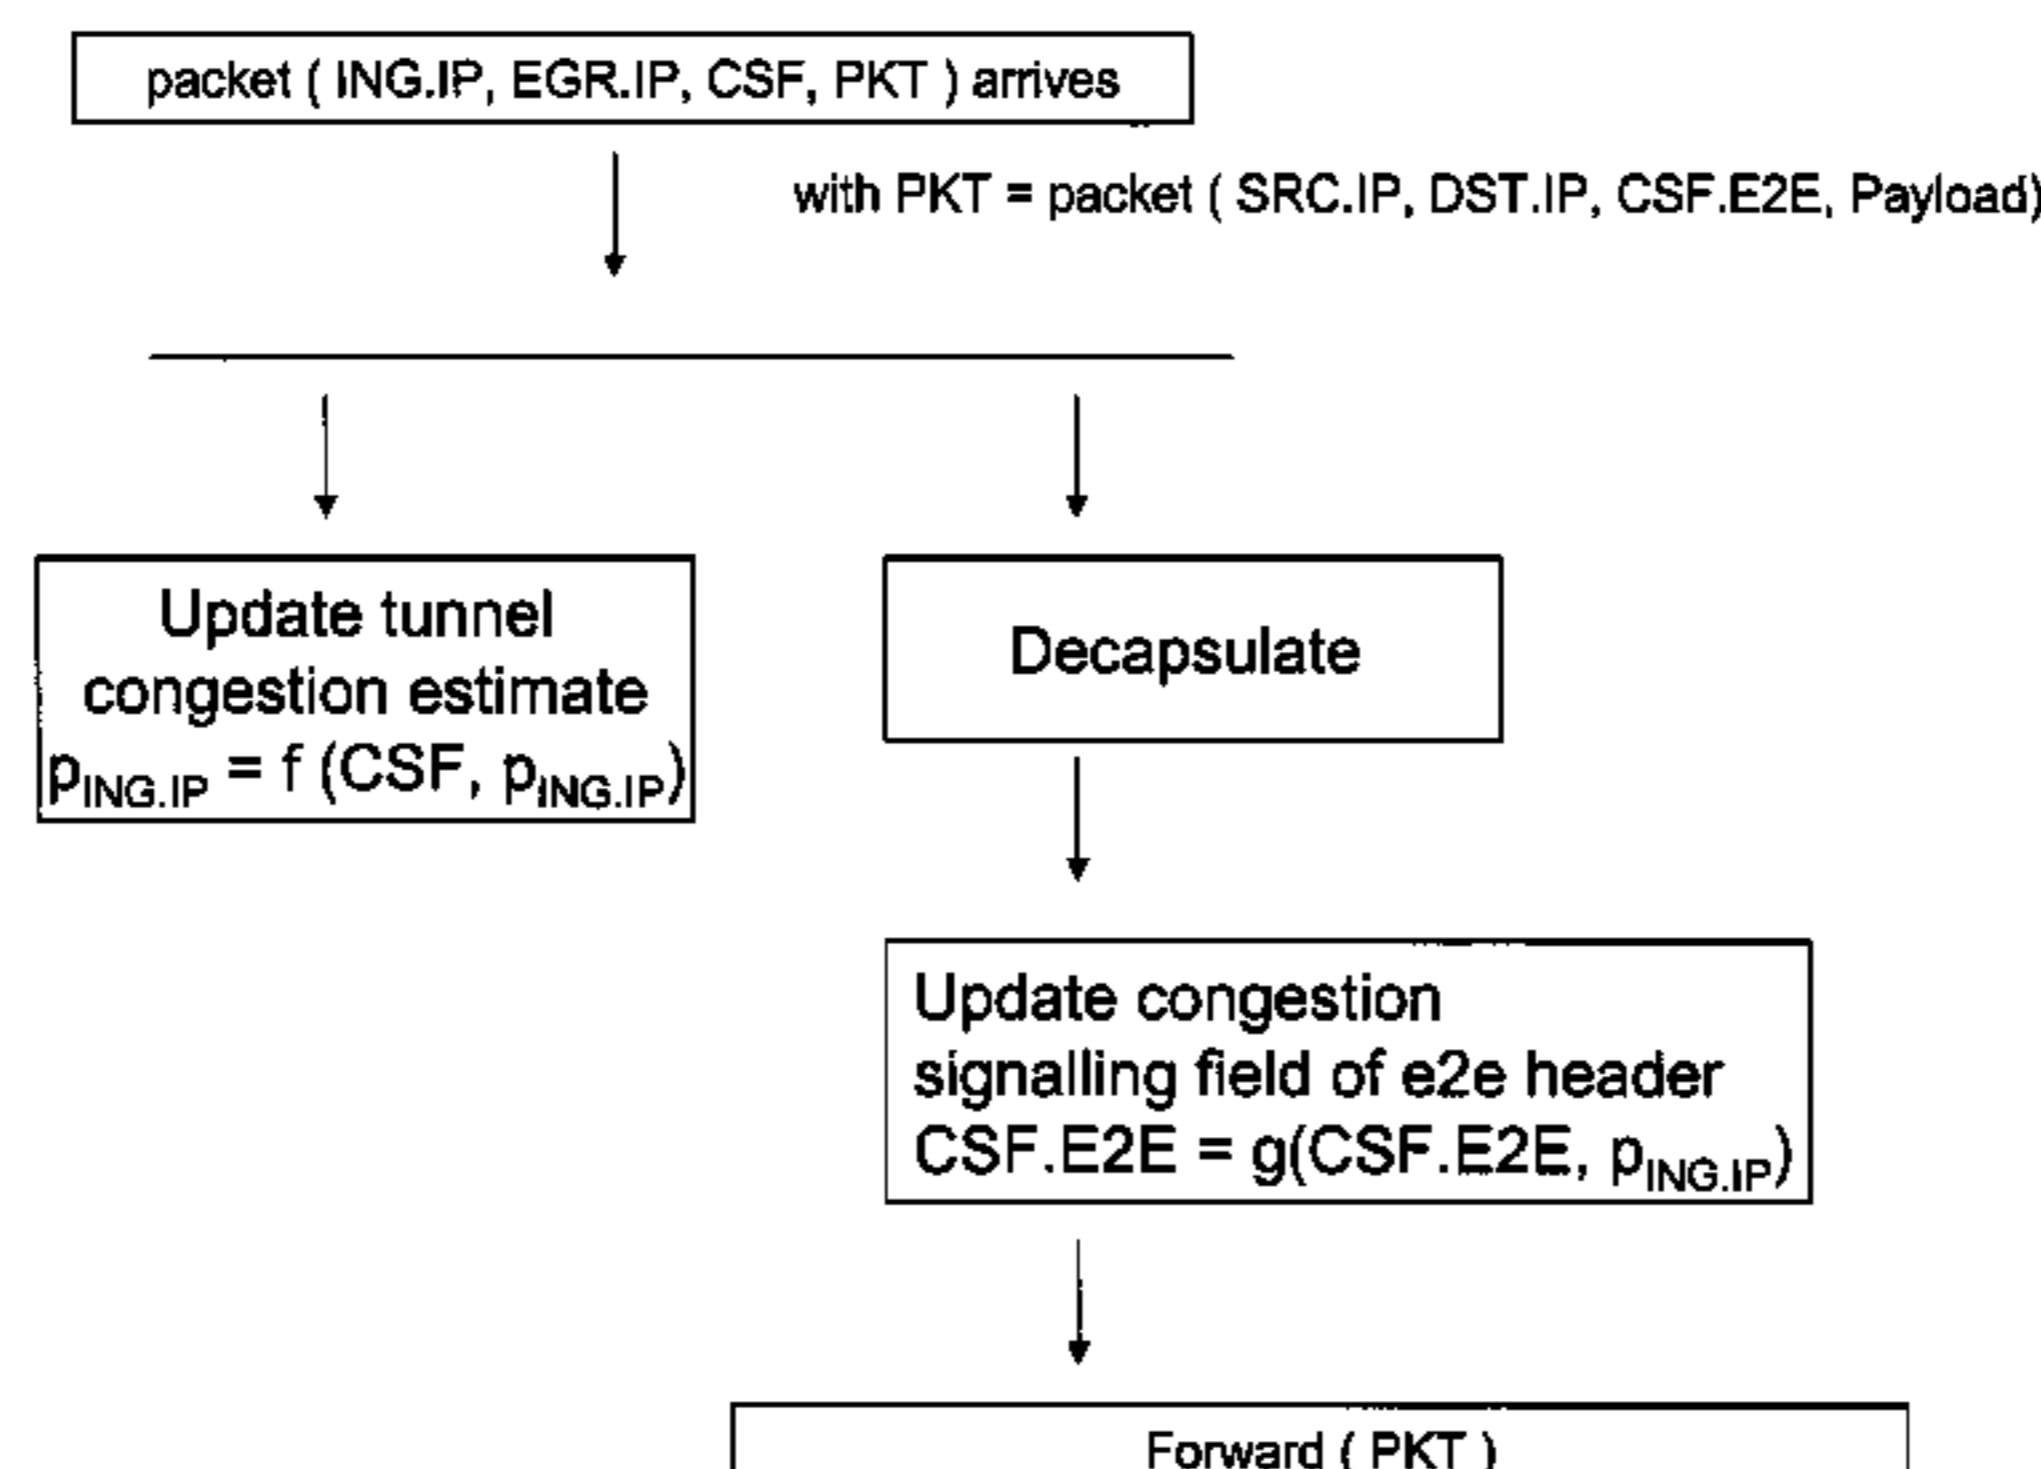 packet ( ING.IP, EGR.IP, CSF, PKT ) arrives
with PKT = packet ( SRC.IP, DST.IP, CSF.E2E, Payload)
Update tunnel
congestion estimate
pING.IP = f (CSF, pING.IP)
Decapsulate
Update congestion
signalling field of e2e header
CSF.E2E = g(CSF.E2E, pING.IP)
Forward ( PKT )